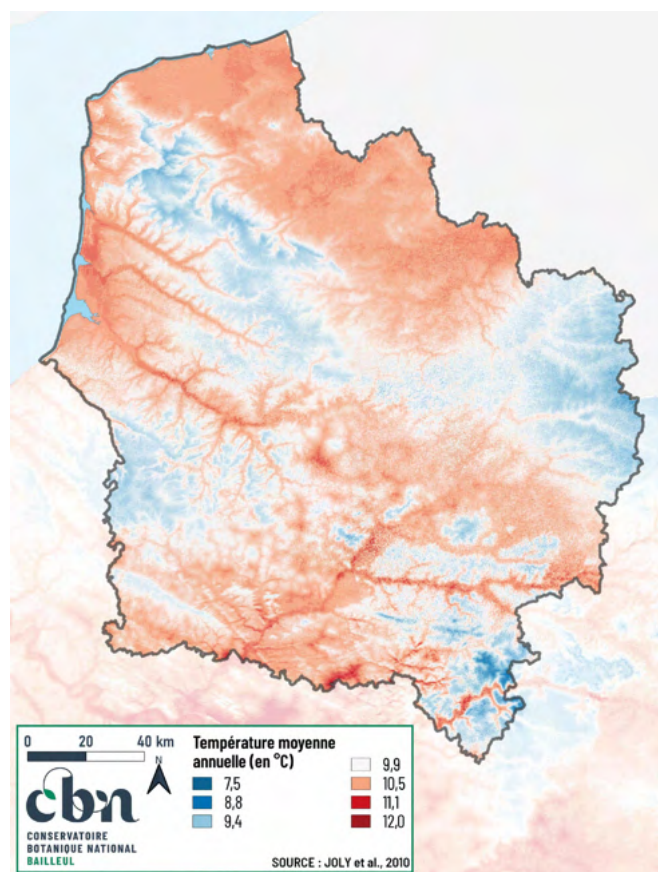 0 20 40 km
N
cbn
CONSERVATOIRE
BOTANIQUE NATIONAL
BAILLEUL
Température moyenne
annuelle (en °C)
7,5
8,8
9,4
9,9
10,5
11,1
12,0
SOURCE : JOLY et al., 2010